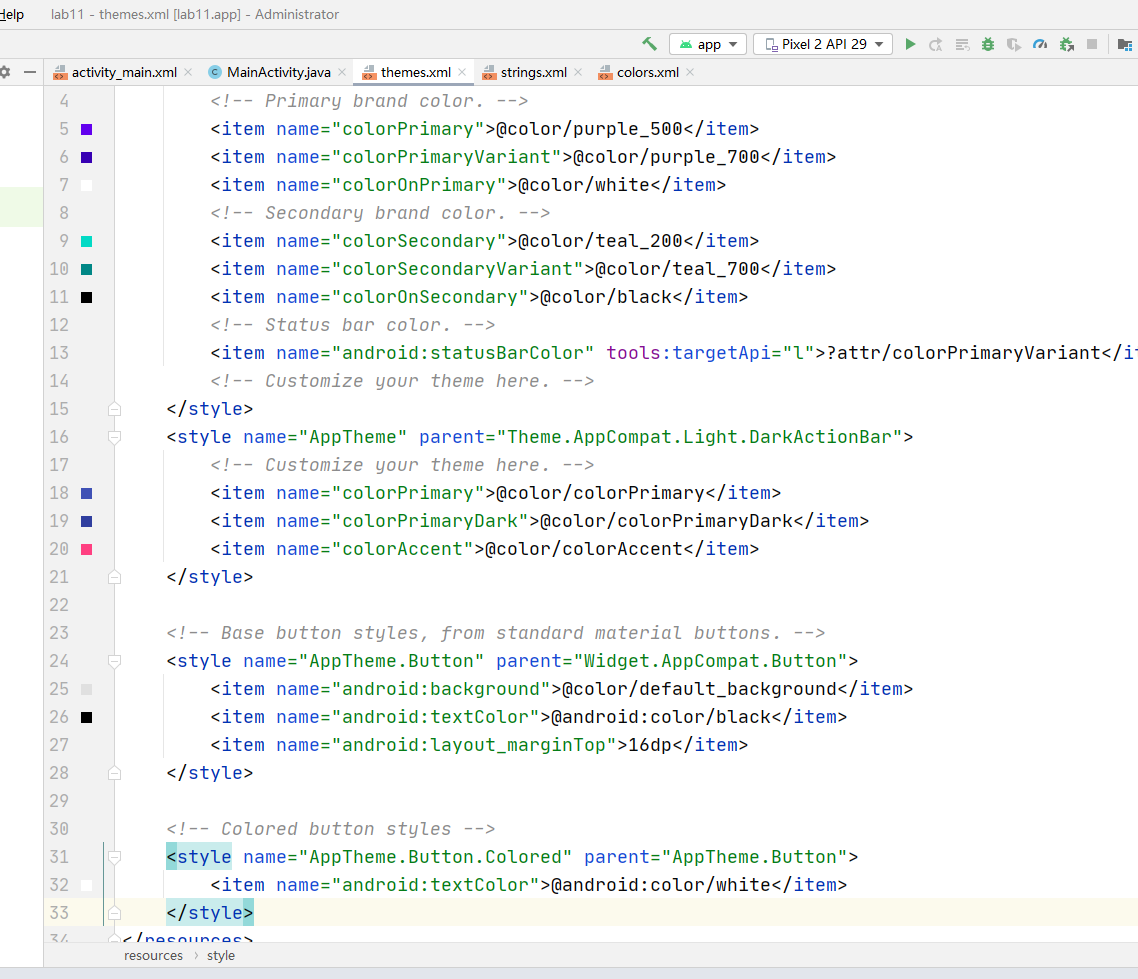 Help lab11 - themes.xml [lab11.app] - Administrator
app Pixel 2 API 29
activity_main.xml MainActivity.java themes.xml strings.xml colors.xml
4 <!-- Primary brand color. -->
5 <item name="colorPrimary">@color/purple_500</item>
6 <item name="colorPrimaryVariant">@color/purple_700</item>
7 <item name="colorOnPrimary">@color/white</item>
8 <!-- Secondary brand color. -->
9 <item name="colorSecondary">@color/teal_200</item>
10 <item name="colorSecondaryVariant">@color/teal_700</item>
11 <item name="colorOnSecondary">@color/black</item>
12 <!-- Status bar color. -->
13 <item name="android:statusBarColor" tools:targetApi="l">?attr/colorPrimaryVariant</it
14 <!-- Customize your theme here. -->
15 </style>
16 <style name="AppTheme" parent="Theme.AppCompat.Light.DarkActionBar">
17 <!-- Customize your theme here. -->
18 <item name="colorPrimary">@color/colorPrimary</item>
19 <item name="colorPrimaryDark">@color/colorPrimaryDark</item>
20 <item name="colorAccent">@color/colorAccent</item>
21 </style>
22
23 <!-- Base button styles, from standard material buttons. -->
24 <style name="AppTheme.Button" parent="Widget.AppCompat.Button">
25 <item name="android:background">@color/default_background</item>
26 <item name="android:textColor">@android:color/black</item>
27 <item name="android:layout_marginTop">16dp</item>
28 </style>
29
30 <!-- Colored button styles -->
31 <style name="AppTheme.Button.Colored" parent="AppTheme.Button">
32 <item name="android:textColor">@android:color/white</item>
33 </style>
34 </resources>
resources › style